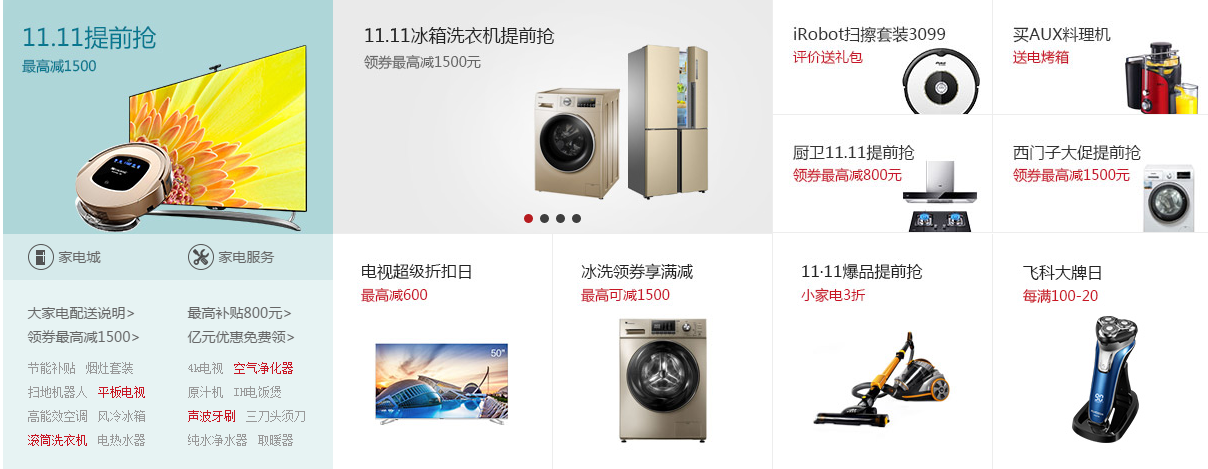 11.11提前抢
最高减1500
家电城
家电服务
大家电配送说明>
最高补贴800元>
领券最高减1500>
亿元优惠免费领>
节能补贴 烟灶套装
4k电视 空气净化器
扫地机器人 平板电视
原汁机 IH电饭煲
高能效空调 风冷冰箱
声波牙刷 三刀头须刀
滚筒洗衣机 电热水器
纯水净水器 取暖器
11.11冰箱洗衣机提前抢
领券最高减1500元
iRobot扫擦套装3099
评价送礼包
买AUX料理机
送电烤箱
厨卫11.11提前抢
领券最高减800元
西门子大促提前抢
领券最高减1500元
电视超级折扣日
最高减600
50"
冰洗领券享满减
最高可减1500
11·11爆品提前抢
小家电3折
飞科大牌日
每满100-20